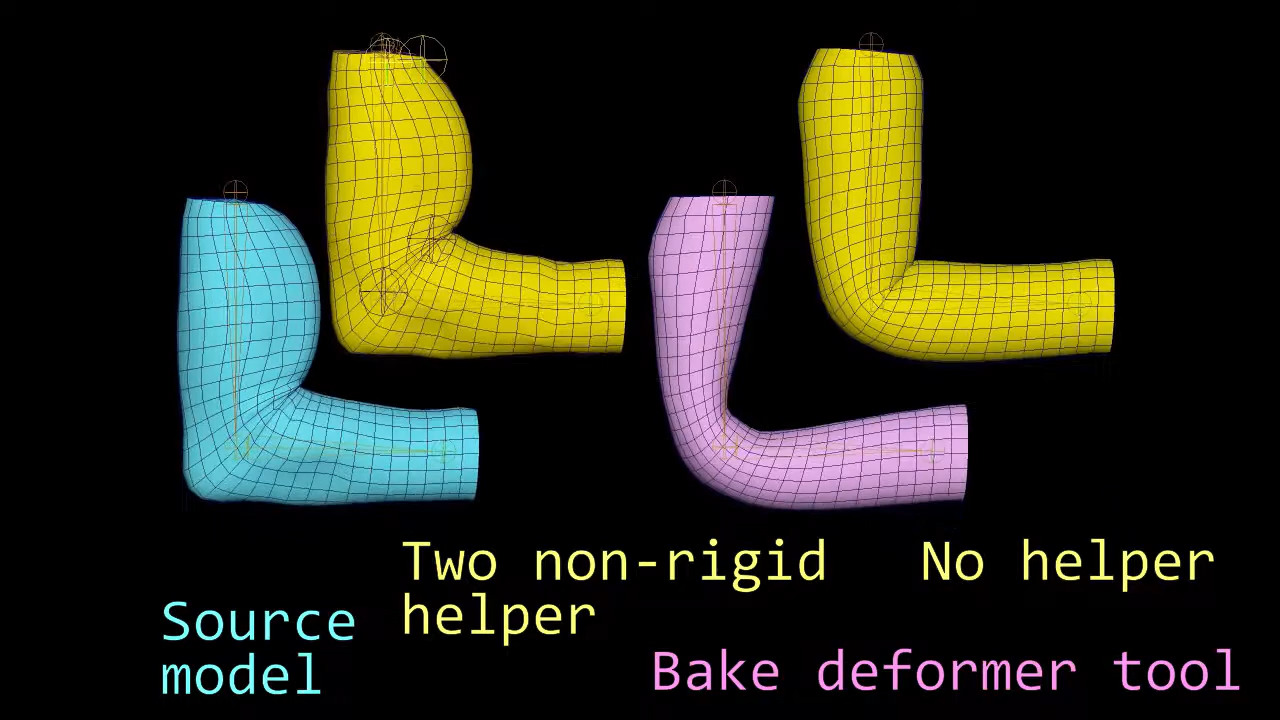 Two non-rigid
helper
No helper
Source
model
Bake deformer tool